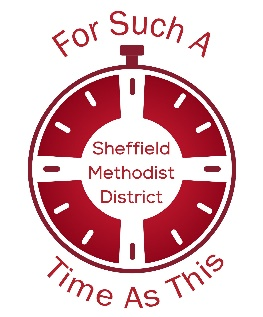 For Such A
Sheffield
Methodist
District
Time As This